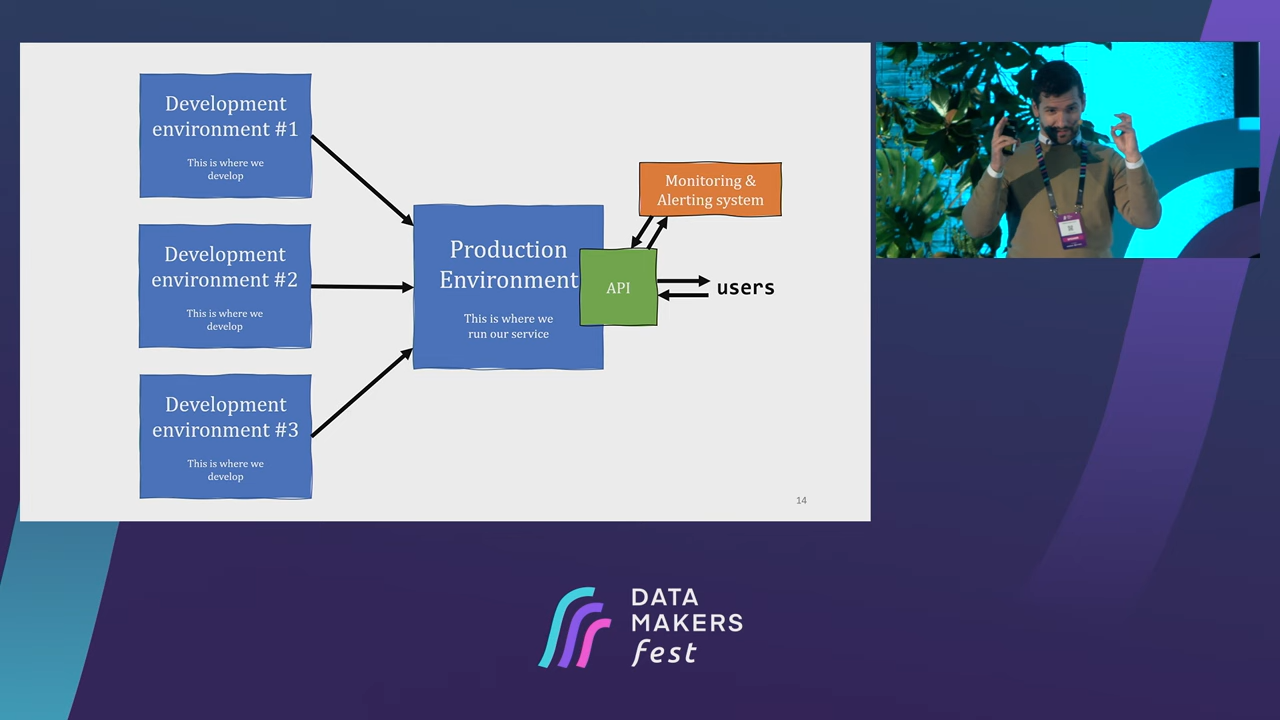 Development
environment #1
This is where we
develop
Development
environment #2
This is where we
develop
Development
environment #3
This is where we
develop
Production
Environment
This is where we
run our service
API
Monitoring &
Alerting system
users
14
DATA
MAKERS
fest